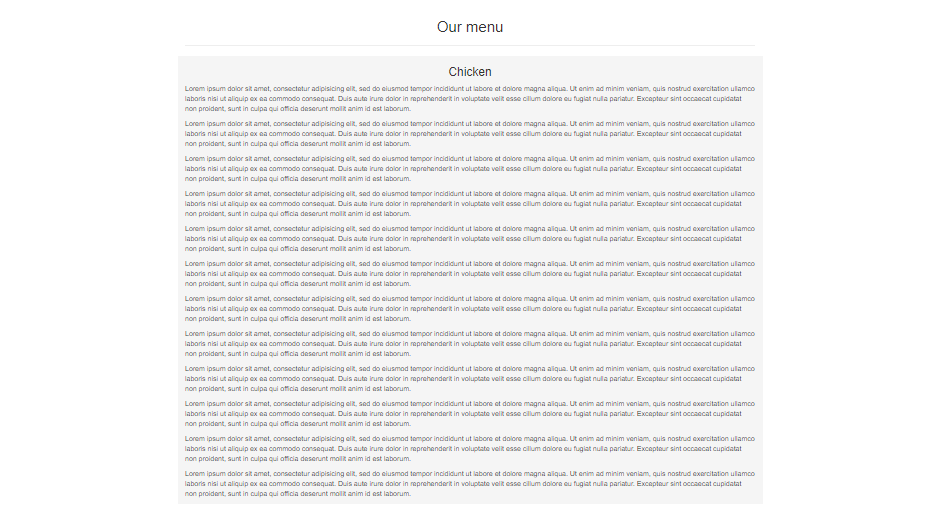 Our menu
Chicken
Lorem ipsum dolor sit amet, consectetur adipisicing elit, sed do eiusmod tempor incididunt ut labore et dolore magna aliqua. Ut enim ad minim veniam, quis nostrud exercitation ullamco
laboris nisi ut aliquip ex ea commodo consequat. Duis aute irure dolor in reprehenderit in voluptate velit esse cillum dolore eu fugiat nulla pariatur. Excepteur sint occaecat cupidatat
non proident, sunt in culpa qui officia deserunt mollit anim id est laborum.
Lorem ipsum dolor sit amet, consectetur adipisicing elit, sed do eiusmod tempor incididunt ut labore et dolore magna aliqua. Ut enim ad minim veniam, quis nostrud exercitation ullamco
laboris nisi ut aliquip ex ea commodo consequat. Duis aute irure dolor in reprehenderit in voluptate velit esse cillum dolore eu fugiat nulla pariatur. Excepteur sint occaecat cupidatat
non proident, sunt in culpa qui officia deserunt mollit anim id est laborum.
Lorem ipsum dolor sit amet, consectetur adipisicing elit, sed do eiusmod tempor incididunt ut labore et dolore magna aliqua. Ut enim ad minim veniam, quis nostrud exercitation ullamco
laboris nisi ut aliquip ex ea commodo consequat. Duis aute irure dolor in reprehenderit in voluptate velit esse cillum dolore eu fugiat nulla pariatur. Excepteur sint occaecat cupidatat
non proident, sunt in culpa qui officia deserunt mollit anim id est laborum.
Lorem ipsum dolor sit amet, consectetur adipisicing elit, sed do eiusmod tempor incididunt ut labore et dolore magna aliqua. Ut enim ad minim veniam, quis nostrud exercitation ullamco
laboris nisi ut aliquip ex ea commodo consequat. Duis aute irure dolor in reprehenderit in voluptate velit esse cillum dolore eu fugiat nulla pariatur. Excepteur sint occaecat cupidatat
non proident, sunt in culpa qui officia deserunt mollit anim id est laborum.
Lorem ipsum dolor sit amet, consectetur adipisicing elit, sed do eiusmod tempor incididunt ut labore et dolore magna aliqua. Ut enim ad minim veniam, quis nostrud exercitation ullamco
laboris nisi ut aliquip ex ea commodo consequat. Duis aute irure dolor in reprehenderit in voluptate velit esse cillum dolore eu fugiat nulla pariatur. Excepteur sint occaecat cupidatat
non proident, sunt in culpa qui officia deserunt mollit anim id est laborum.
Lorem ipsum dolor sit amet, consectetur adipisicing elit, sed do eiusmod tempor incididunt ut labore et dolore magna aliqua. Ut enim ad minim veniam, quis nostrud exercitation ullamco
laboris nisi ut aliquip ex ea commodo consequat. Duis aute irure dolor in reprehenderit in voluptate velit esse cillum dolore eu fugiat nulla pariatur. Excepteur sint occaecat cupidatat
non proident, sunt in culpa qui officia deserunt mollit anim id est laborum.
Lorem ipsum dolor sit amet, consectetur adipisicing elit, sed do eiusmod tempor incididunt ut labore et dolore magna aliqua. Ut enim ad minim veniam, quis nostrud exercitation ullamco
laboris nisi ut aliquip ex ea commodo consequat. Duis aute irure dolor in reprehenderit in voluptate velit esse cillum dolore eu fugiat nulla pariatur. Excepteur sint occaecat cupidatat
non proident, sunt in culpa qui officia deserunt mollit anim id est laborum.
Lorem ipsum dolor sit amet, consectetur adipisicing elit, sed do eiusmod tempor incididunt ut labore et dolore magna aliqua. Ut enim ad minim veniam, quis nostrud exercitation ullamco
laboris nisi ut aliquip ex ea commodo consequat. Duis aute irure dolor in reprehenderit in voluptate velit esse cillum dolore eu fugiat nulla pariatur. Excepteur sint occaecat cupidatat
non proident, sunt in culpa qui officia deserunt mollit anim id est laborum.
Lorem ipsum dolor sit amet, consectetur adipisicing elit, sed do eiusmod tempor incididunt ut labore et dolore magna aliqua. Ut enim ad minim veniam, quis nostrud exercitation ullamco
laboris nisi ut aliquip ex ea commodo consequat. Duis aute irure dolor in reprehenderit in voluptate velit esse cillum dolore eu fugiat nulla pariatur. Excepteur sint occaecat cupidatat
non proident, sunt in culpa qui officia deserunt mollit anim id est laborum.
Lorem ipsum dolor sit amet, consectetur adipisicing elit, sed do eiusmod tempor incididunt ut labore et dolore magna aliqua. Ut enim ad minim veniam, quis nostrud exercitation ullamco
laboris nisi ut aliquip ex ea commodo consequat. Duis aute irure dolor in reprehenderit in voluptate velit esse cillum dolore eu fugiat nulla pariatur. Excepteur sint occaecat cupidatat
non proident, sunt in culpa qui officia deserunt mollit anim id est laborum.
Lorem ipsum dolor sit amet, consectetur adipisicing elit, sed do eiusmod tempor incididunt ut labore et dolore magna aliqua. Ut enim ad minim veniam, quis nostrud exercitation ullamco
laboris nisi ut aliquip ex ea commodo consequat. Duis aute irure dolor in reprehenderit in voluptate velit esse cillum dolore eu fugiat nulla pariatur. Excepteur sint occaecat cupidatat
non proident, sunt in culpa qui officia deserunt mollit anim id est laborum.
Lorem ipsum dolor sit amet, consectetur adipisicing elit, sed do eiusmod tempor incididunt ut labore et dolore magna aliqua. Ut enim ad minim veniam, quis nostrud exercitation ullamco
laboris nisi ut aliquip ex ea commodo consequat. Duis aute irure dolor in reprehenderit in voluptate velit esse cillum dolore eu fugiat nulla pariatur. Excepteur sint occaecat cupidatat
non proident, sunt in culpa qui officia deserunt mollit anim id est laborum.